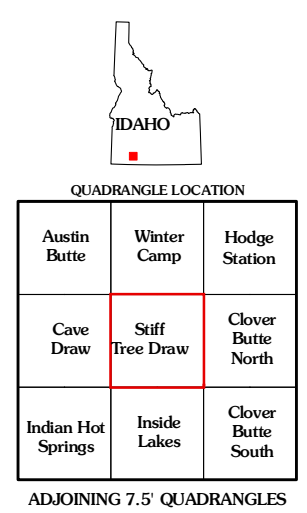 IDAHO
QUADRANGLE LOCATION
Austin
Butte
Winter
Camp
Hodge
Station
Cave
Draw
Stiff
Tree Draw
Clover
Butte
North
Indian Hot
Springs
Inside
Lakes
Clover
Butte
South
ADJOINING 7.5' QUADRANGLES